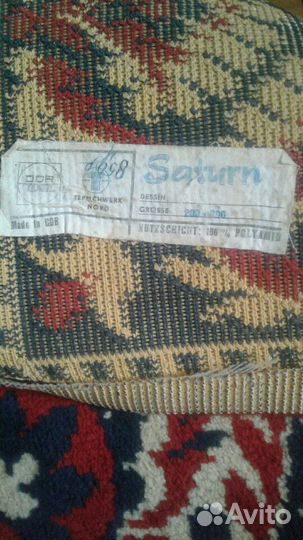 DDR
Saturn
TEPPICHWERK
NORD
DESSIN
GRÖSSE
Made in GDR
NUTZSCHICHT: 100 % POLYAMID
Avito